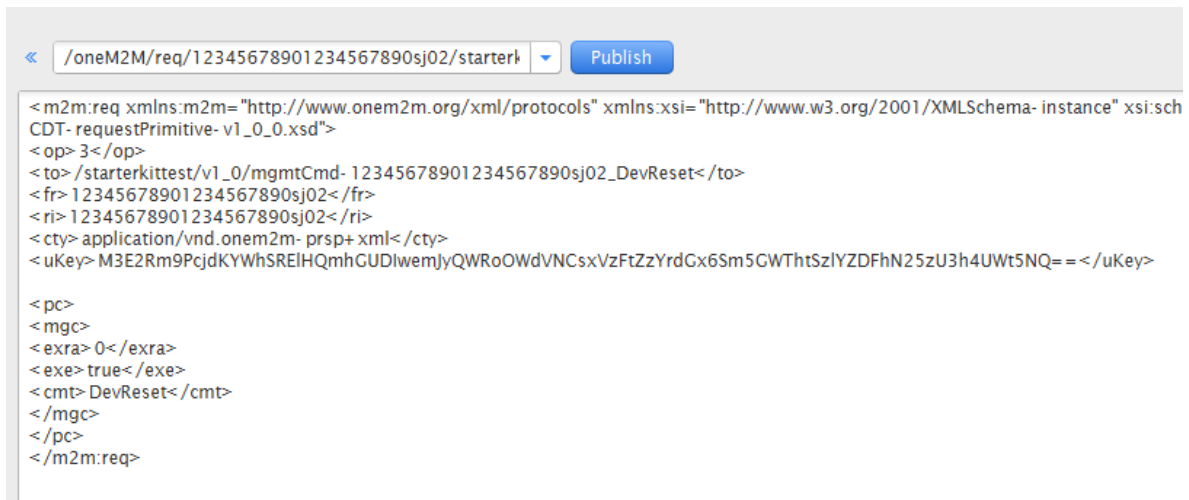 « /oneM2M/req/12345678901234567890sj02/starterk Publish
<m2m:req xmlns:m2m="http://www.onem2m.org/xml/protocols" xmlns:xsi="http://www.w3.org/2001/XMLSchema-instance" xsi:sch
CDT-requestPrimitive-v1_0_0.xsd">
<op>3</op>
<to>/starterkittest/v1_0/mgmtCmd-12345678901234567890sj02_DevReset</to>
<fr>12345678901234567890sj02</fr>
<ri>12345678901234567890sj02</ri>
<cty>application/vnd.onem2m-prsp+xml</cty>
<uKey>M3E2Rm9PcjdKYWhSRElHQmhGUDIwemJyQWRoOWdVNCsxVzFtZzYrdGx6Sm5GWThtSzlYZDFhN25zU3h4UWt5NQ==</uKey>
<pc>
<mgc>
<exra>0</exra>
<exe>true</exe>
<cmt>DevReset</cmt>
</mgc>
</pc>
</m2m:req>